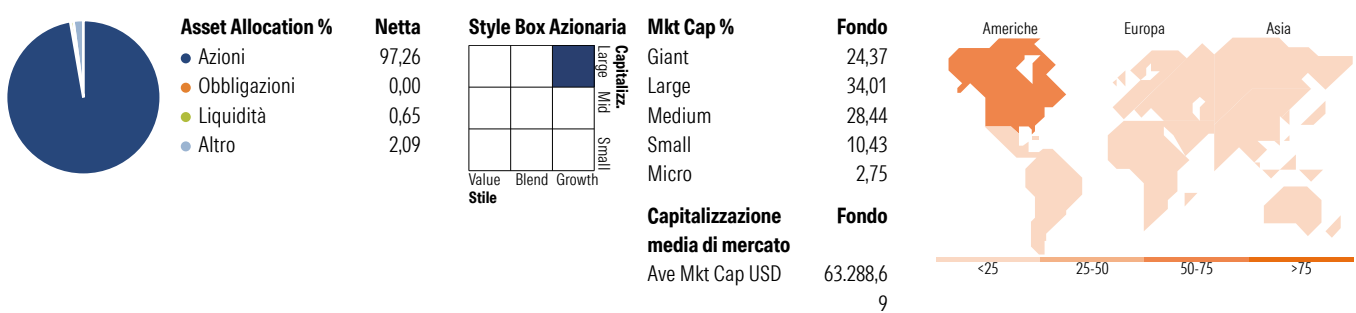 Asset Allocation % Netta
Azioni 97,26
Obbligazioni 0,00
Liquidità 0,65
Altro 2,09
Style Box Azionaria
Capitalizz.
Large Mid Small
Value Blend Growth
Stile
Mkt Cap % Fondo
Giant 24,37
Large 34,01
Medium 28,44
Small 10,43
Micro 2,75
Capitalizzazione Fondo
media di mercato
Ave Mkt Cap USD 63.288,6
9
Americhe Europa Asia
<25 25-50 50-75 >75